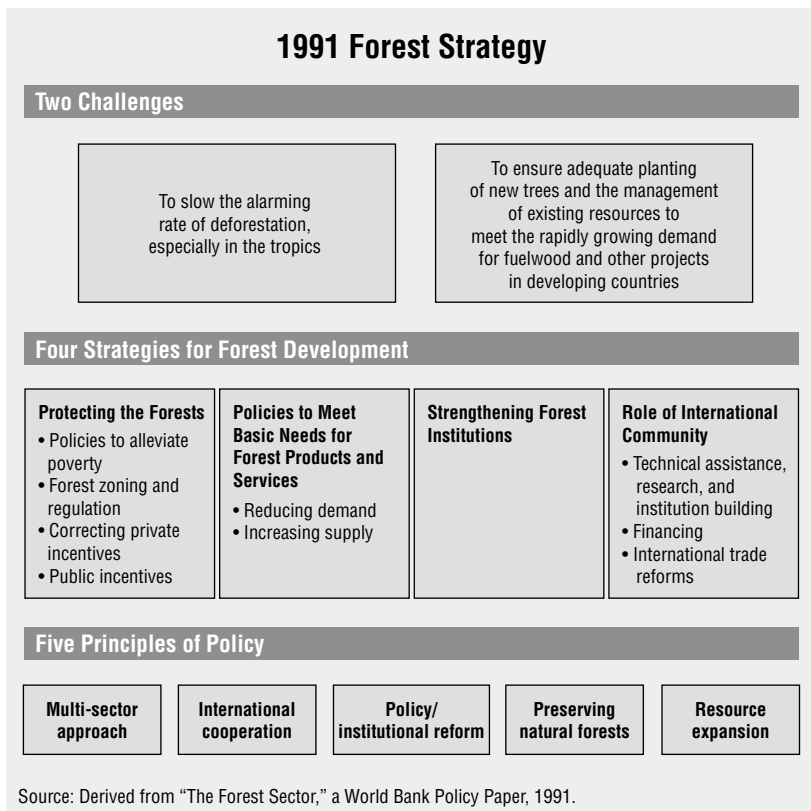 1991 Forest Strategy
Two Challenges
To slow the alarming
rate of deforestation,
especially in the tropics
To ensure adequate planting
of new trees and the management
of existing resources to
meet the rapidly growing demand
for fuelwood and other projects
in developing countries
Four Strategies for Forest Development
Protecting the Forests
• Policies to alleviate
poverty
• Forest zoning and
regulation
• Correcting private
incentives
• Public incentives
Policies to Meet
Basic Needs for
Forest Products and
Services
• Reducing demand
• Increasing supply
Strengthening Forest
Institutions
Role of International
Community
• Technical assistance,
research, and
institution building
• Financing
• International trade
reforms
Five Principles of Policy
Multi-sector
approach
International
cooperation
Policy/
institutional reform
Preserving
natural forests
Resource
expansion
Source: Derived from “The Forest Sector,” a World Bank Policy Paper, 1991.